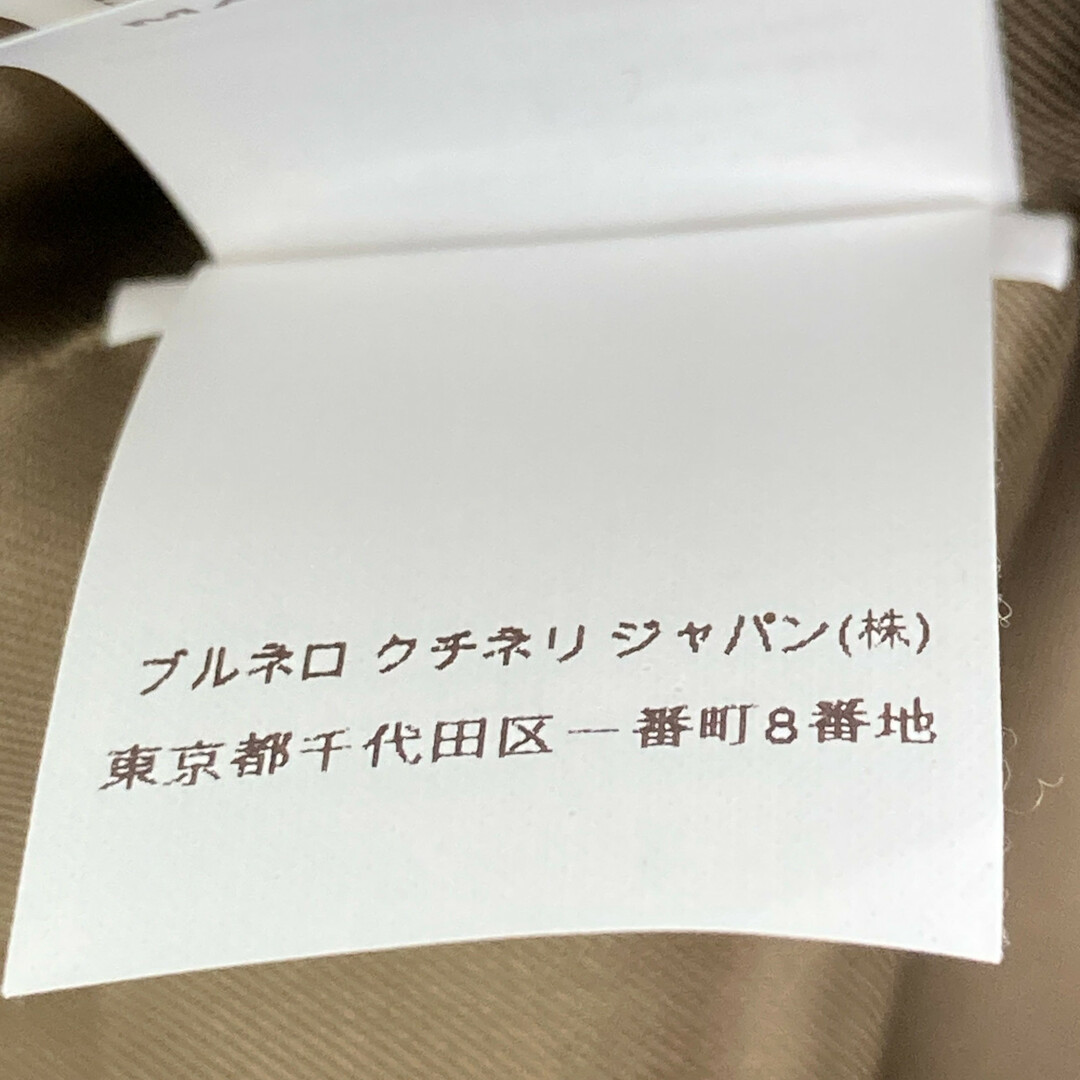 ブルネロ クチネリ ジャパン(株)
東京都千代田区一番町8番地